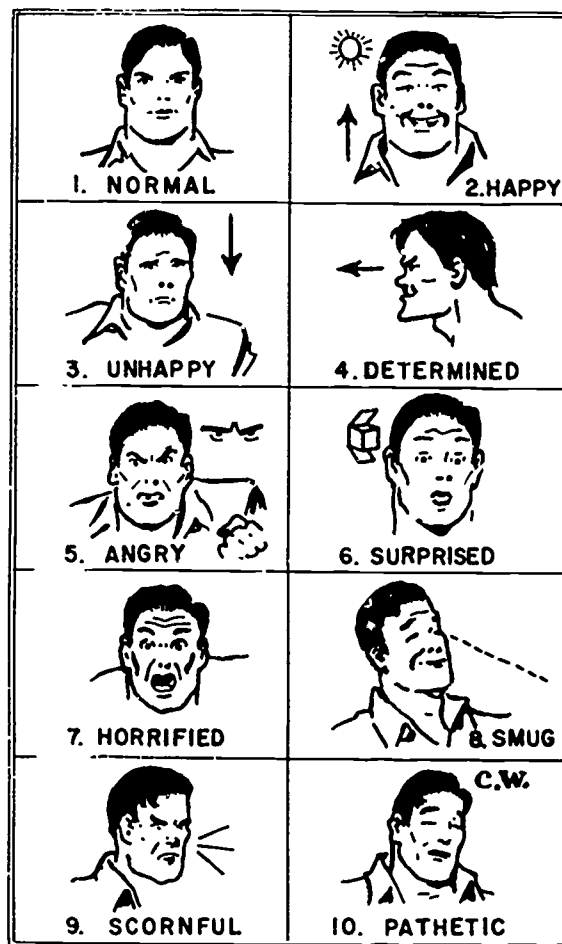 1. NORMAL
2. HAPPY
3. UNHAPPY
4. DETERMINED
5. ANGRY
6. SURPRISED
7. HORRIFIED
8. SMUG
C.W.
9. SCORNFUL
10. PATHETIC